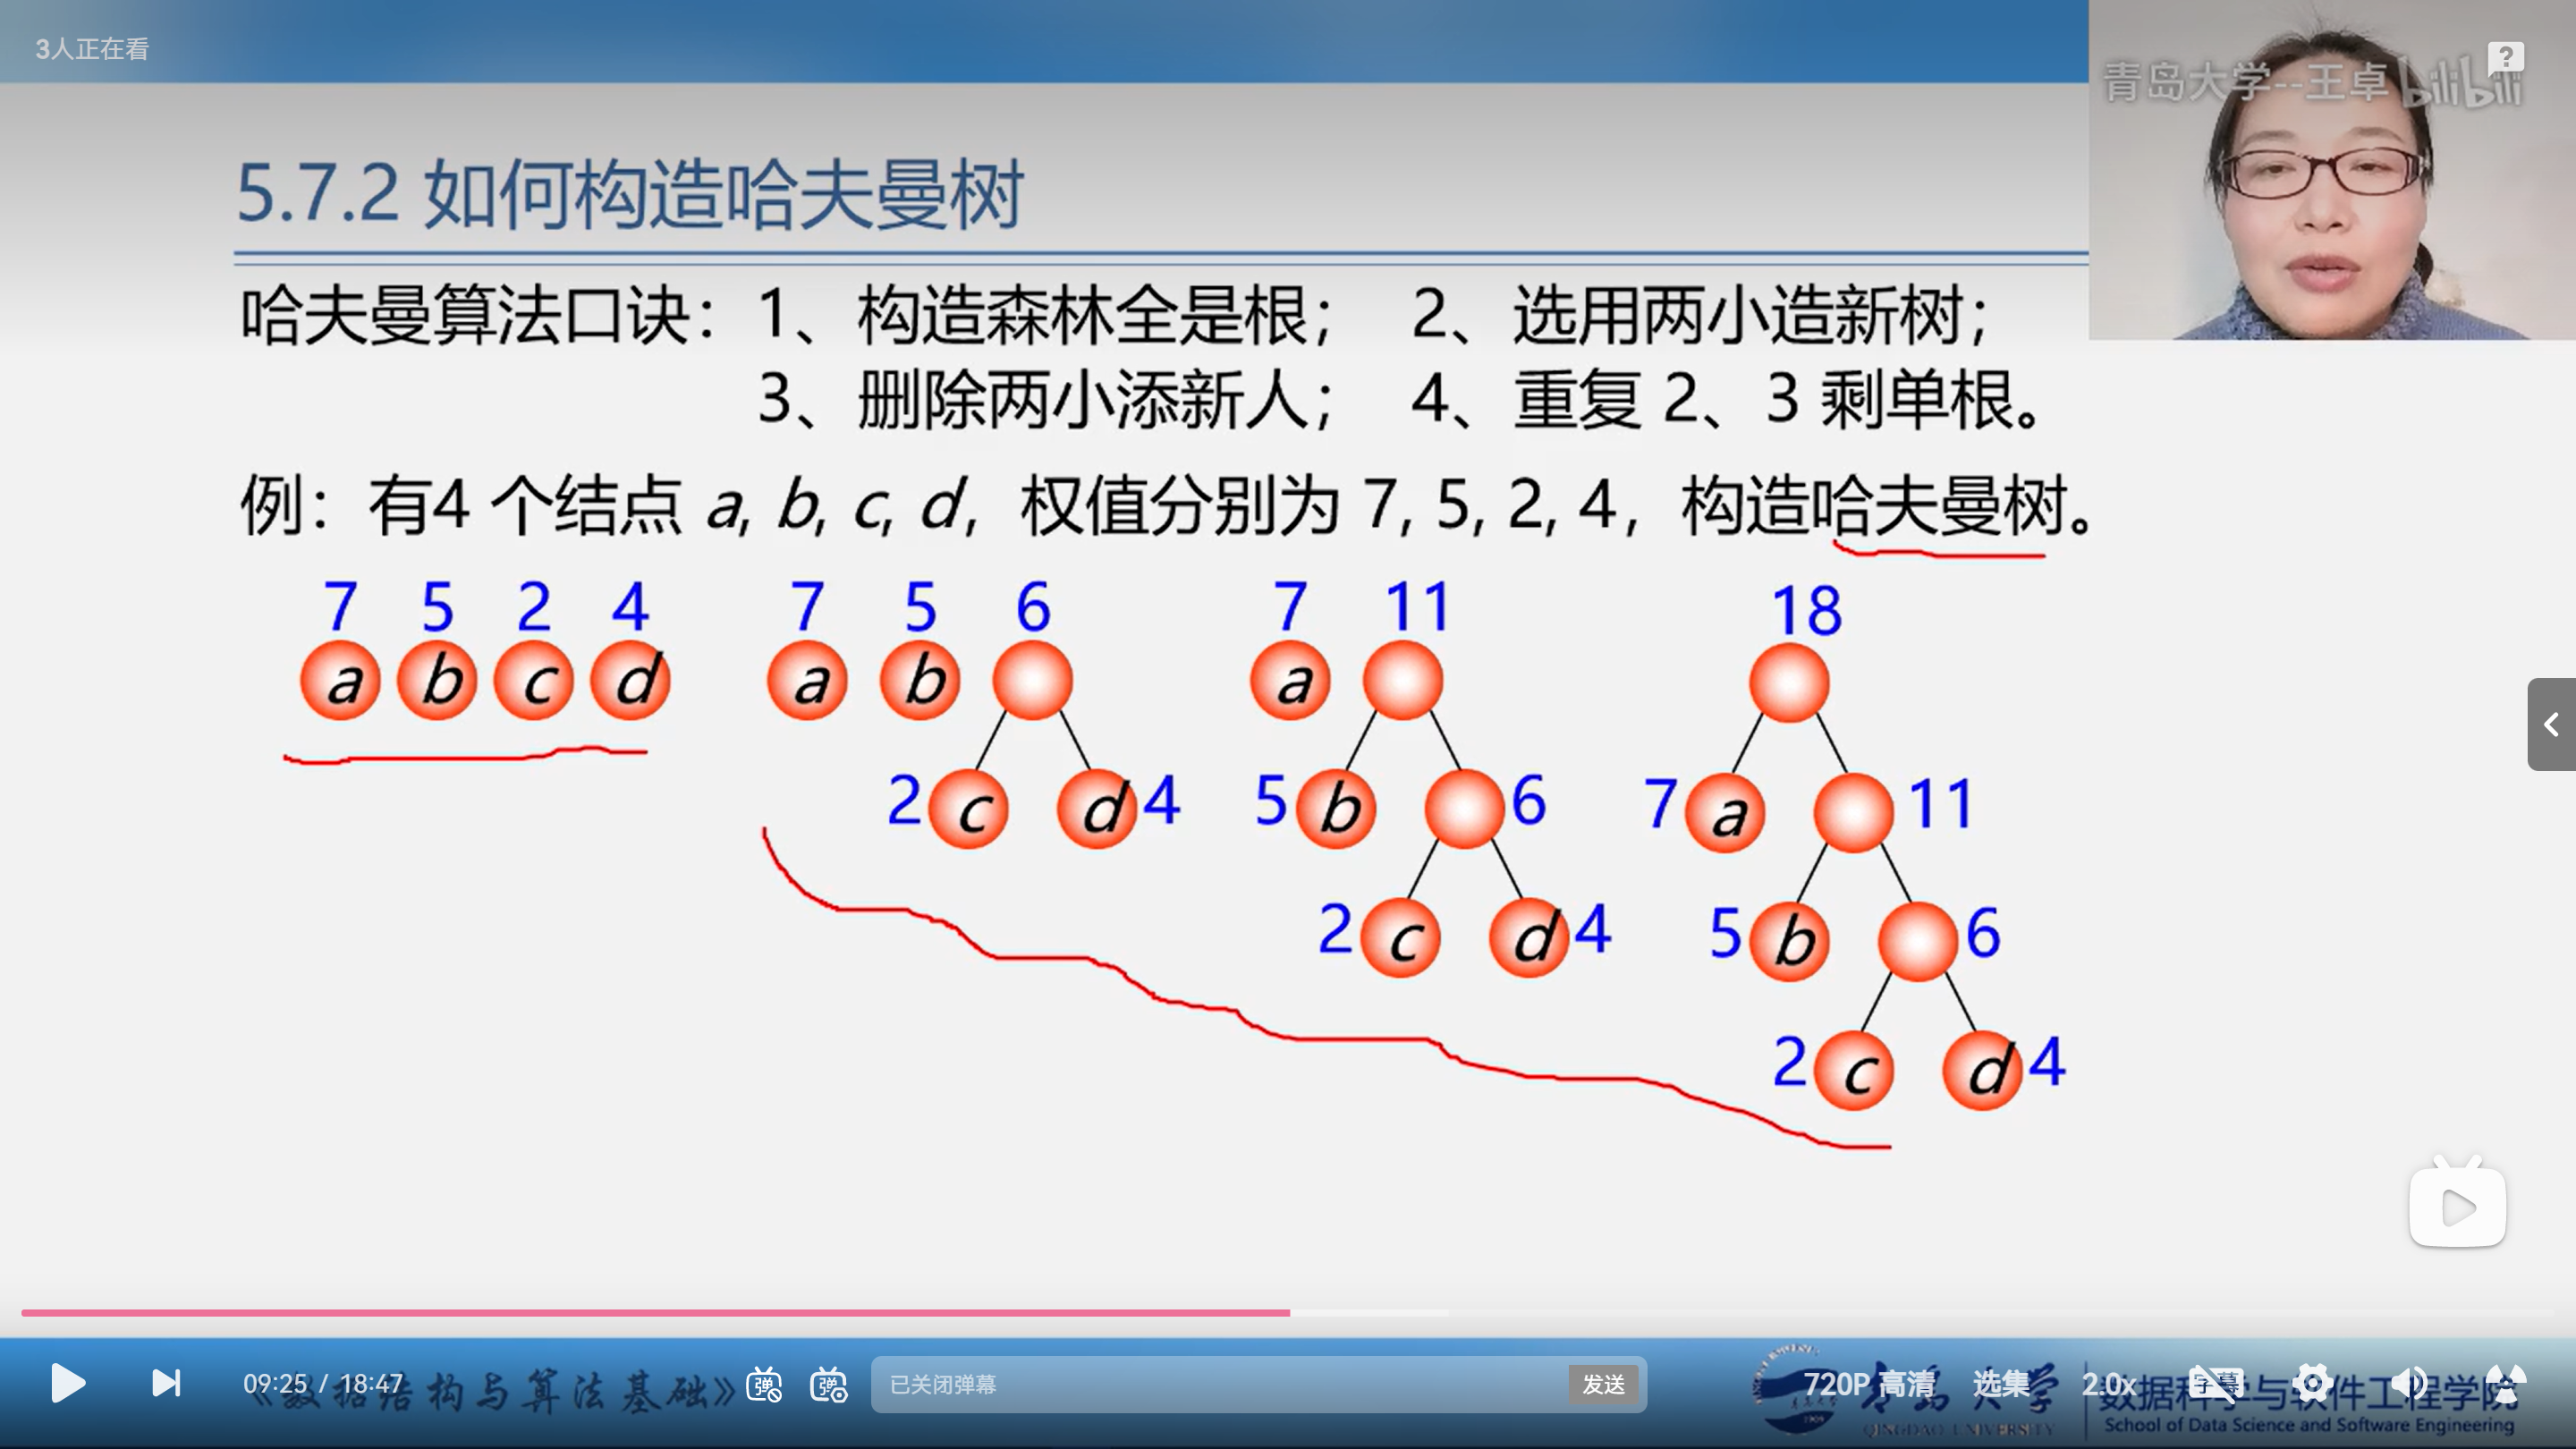 3人正在看
青岛大学--王卓 bilibili
5.7.2 如何构造哈夫曼树
哈夫曼算法口诀：1、构造森林全是根； 2、选用两小造新树；
3、删除两小添新人； 4、重复 2、3 剩单根。
例：有4 个结点 a, b, c, d，权值分别为 7, 5, 2, 4，构造哈夫曼树。
7 5 2 4 7 5 6 7 11 18
a b c d a b a
2 c d 4 5 b 6 7 a 11
2 c d 4 5 b 6
2 c d 4
09:25 / 18:47
《数据结构与算法基础》
弹 弹
已关闭弹幕
发送
720P 高清
选集
2.0x
字幕
青岛大学
QINGDAO UNIVERSITY
数据科学与软件工程学院
School of Data Science and Software Engineering